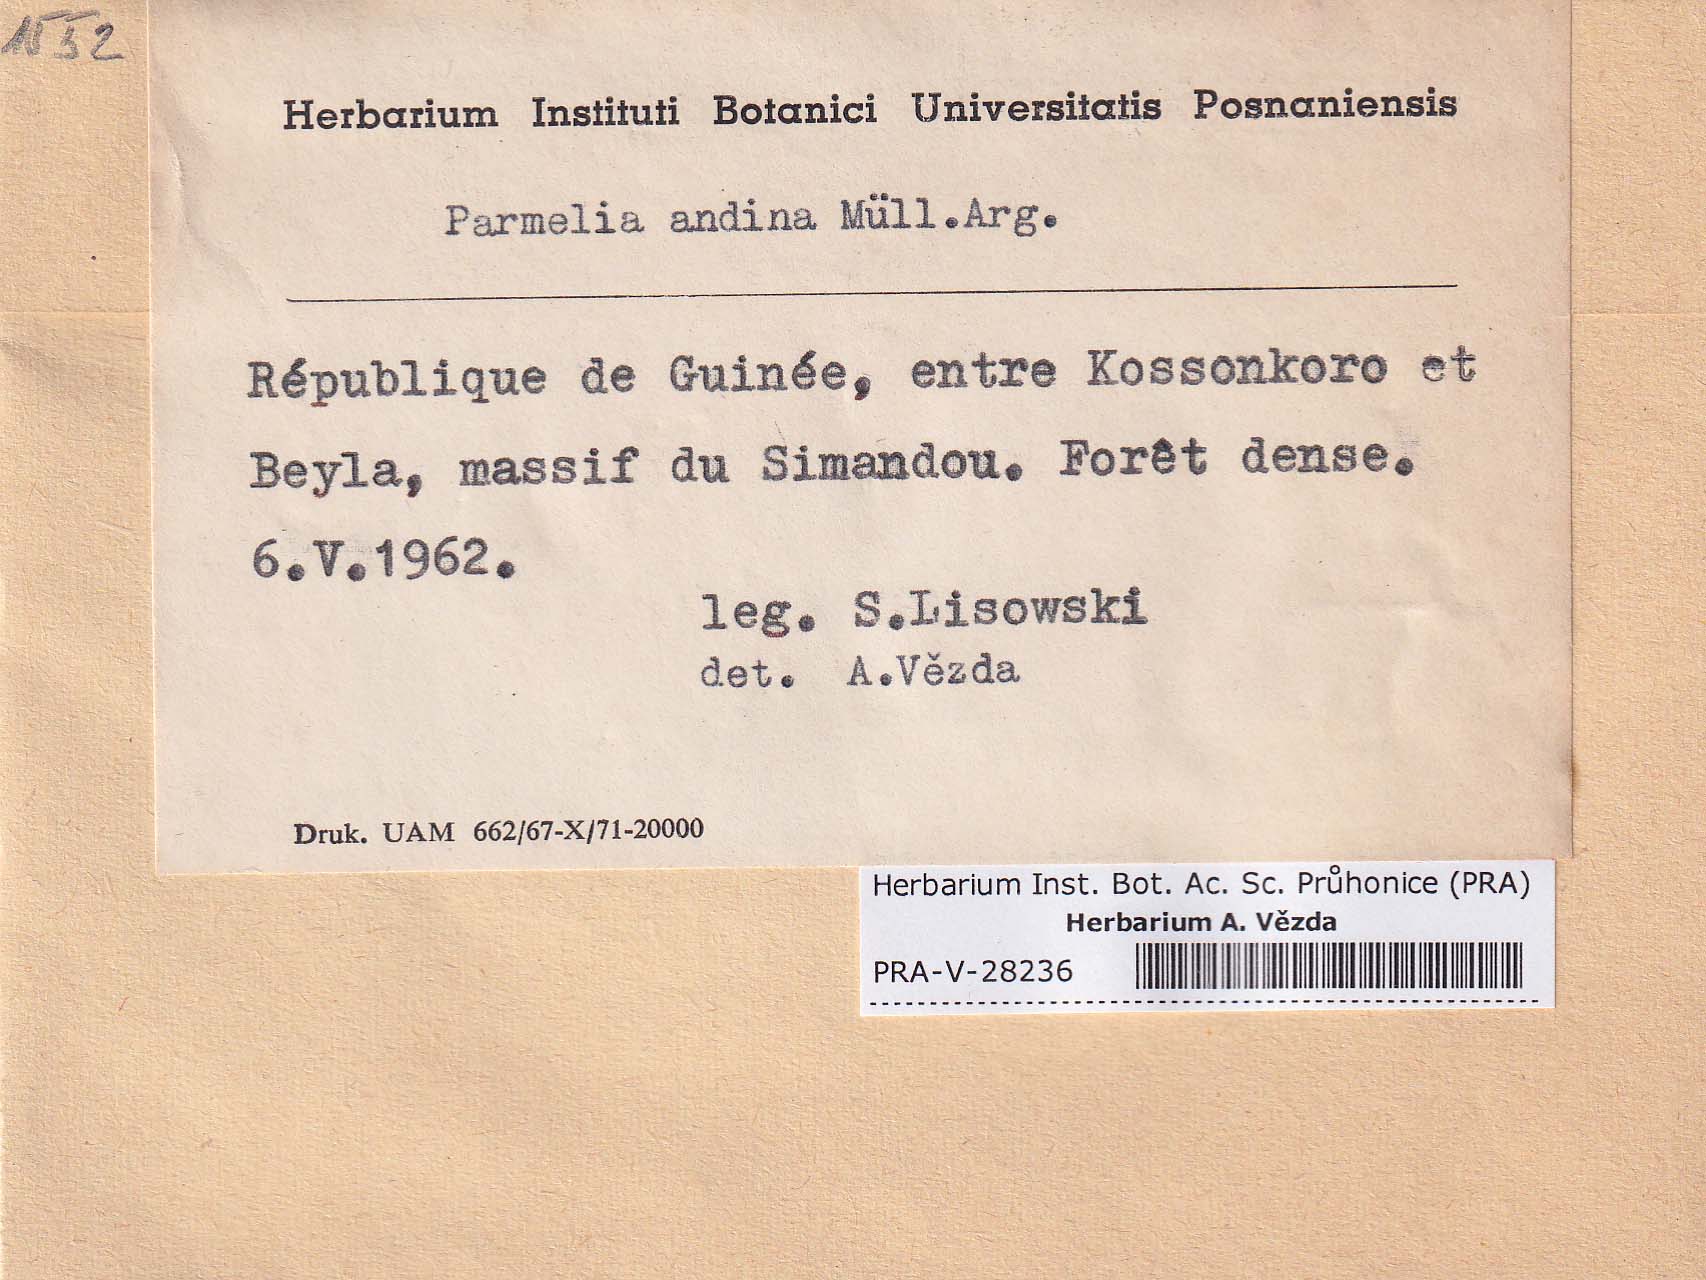 1552
Herbarium Instituti Botanici Universitatis Posnaniensis
Parmelia andina Müll.Arg.
République de Guinée, entre Kossonkoro et
Beyla, massif du Simandou. Forêt dense.
6.V.1962.
leg. S.Lisowski
det. A.Vězda
Druk. UAM 662/67-X/71-20000
Herbarium Inst. Bot. Ac. Sc. Průhonice (PRA)
Herbarium A. Vězda
PRA-V-28236